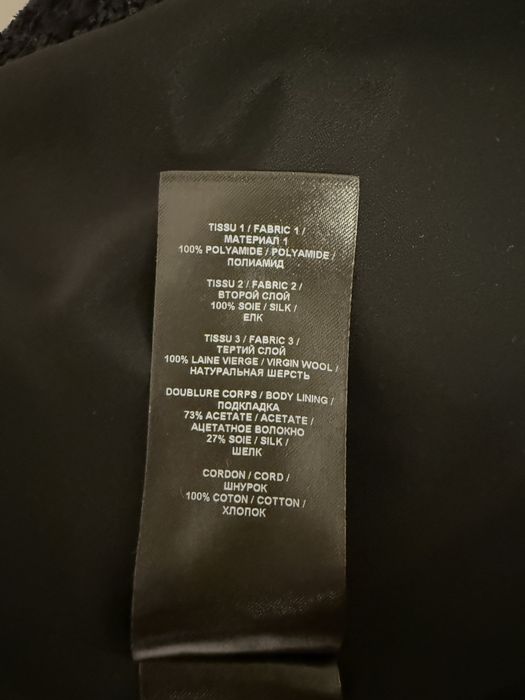 TISSU 1 / FABRIC 1 /
МАТЕРИАЛ 1
100% POLYAMIDE / POLYAMIDE /
ПОЛИАМИД
TISSU 2 / FABRIC 2 /
ВТОРОЙ СЛОЙ
100% SOIE / SILK /
ЕЛК
TISSU 3 / FABRIC 3 /
ТЕРТИЙ СЛОЙ
100% LAINE VIERGE / VIRGIN WOOL /
НАТУРАЛЬНАЯ ШЕРСТЬ
DOUBLURE CORPS / BODY LINING /
ПОДКЛАДКА
73% ACETATE / ACETATE /
АЦЕТАТНОЕ ВОЛОКНО
27% SOIE / SILK /
ШЕЛК
CORDON / CORD /
ШНУРОК
100% COTON / COTTON /
ХЛОПОК